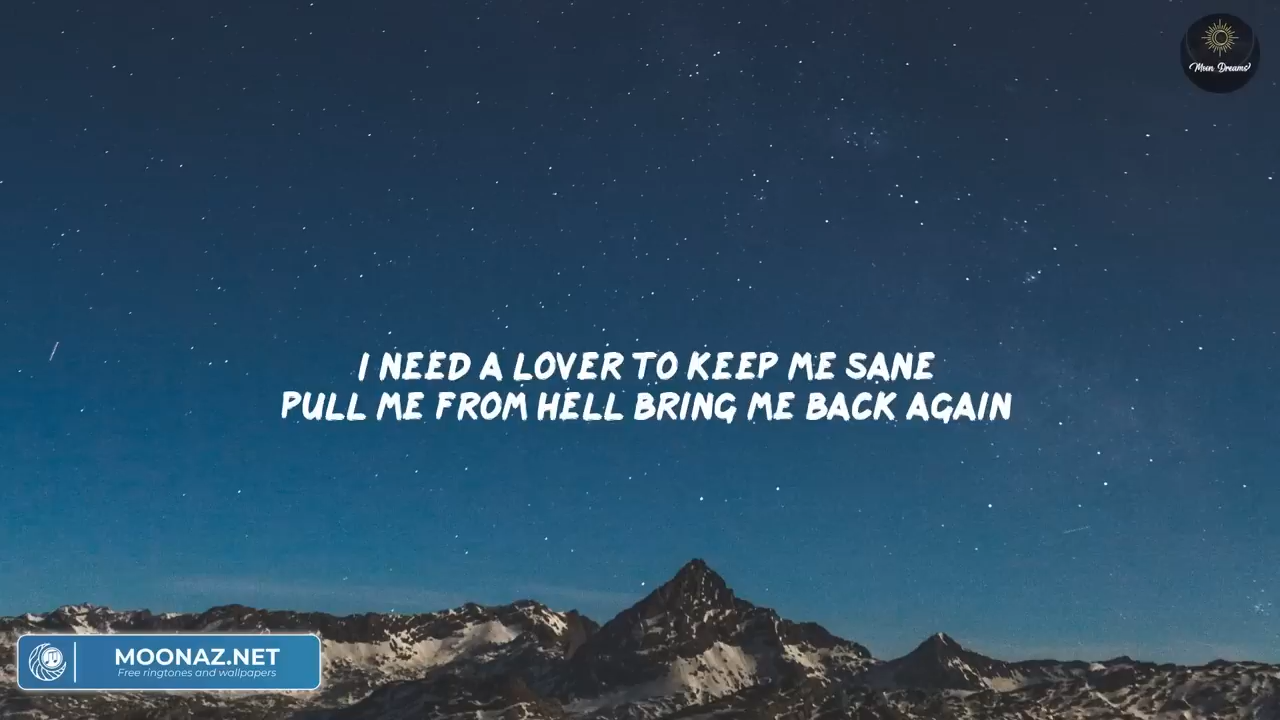 Moon Dreams
I NEED A LOVER TO KEEP ME SANE
PULL ME FROM HELL BRING ME BACK AGAIN
MOONAZ.NET
Free ringtones and wallpapers